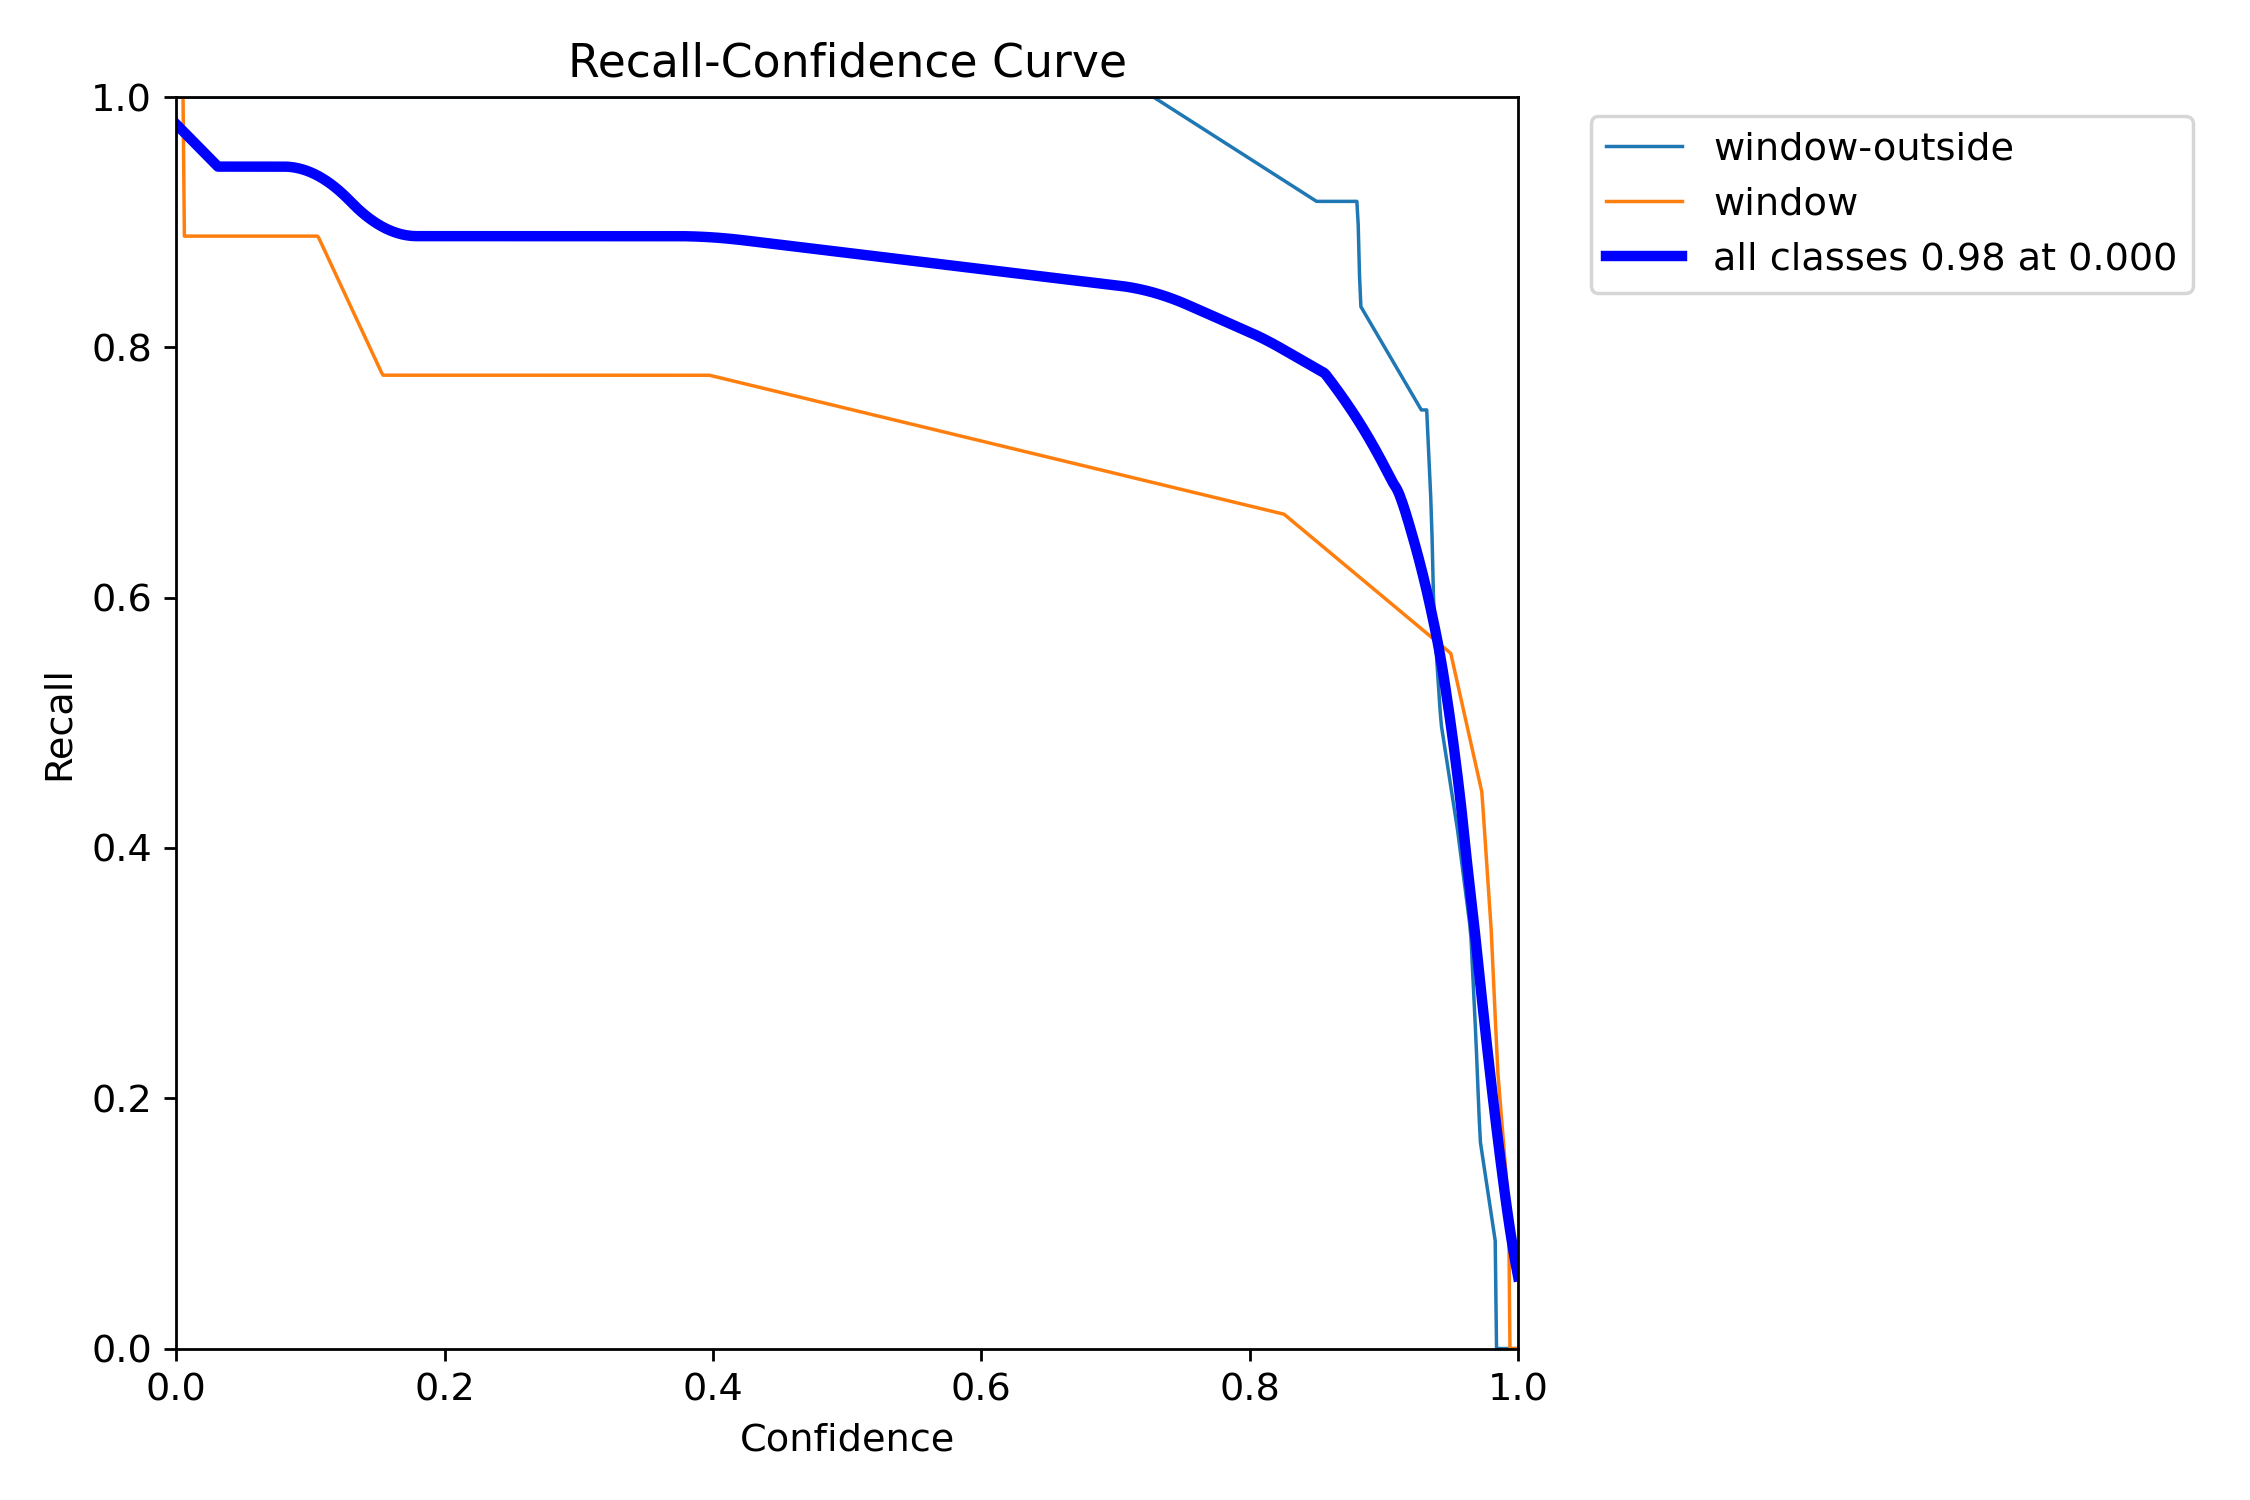 Recall-Confidence Curve
1.0
0.8
0.6
0.4
0.2
0.0
Recall
0.0 0.2 0.4 0.6 0.8 1.0
Confidence
window-outside
window
all classes 0.98 at 0.000